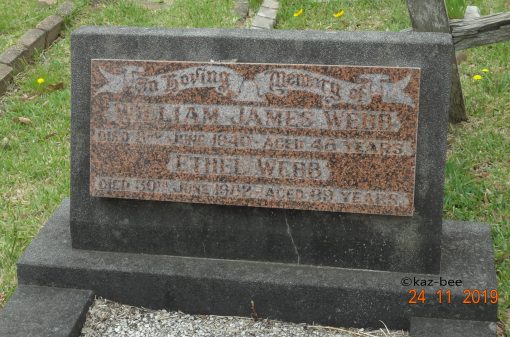 In Loving Memory of
WILLIAM JAMES WEBB
DIED JUNE 1940 AGED 46 YEARS.
ETHEL WEBB
DIED 30TH JUNE 1982 AGED YEARS
©kaz-bee
24 11 2019